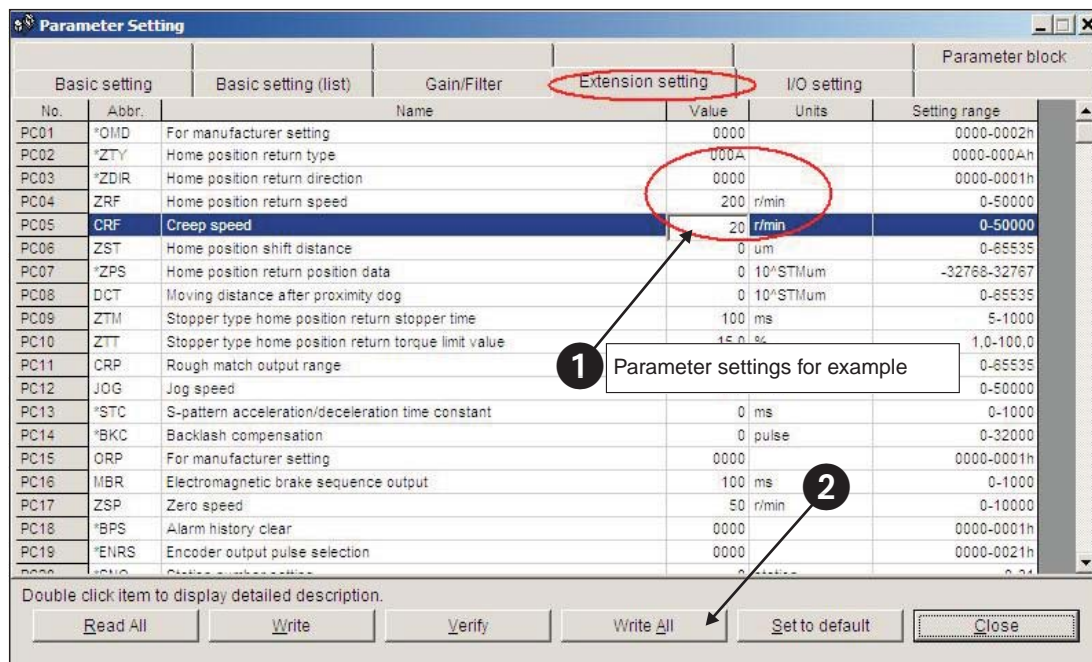 Parameter Setting
Parameter block
Basic setting Basic setting (list) Gain/Filter Extension setting I/O setting
No. Abbr. Name Value Units Setting range
PC01 *OMD For manufacturer setting 0000 0000-0002h
PC02 *ZTY Home position return type 000A 0000-000Ah
PC03 *ZDIR Home position return direction 0000 0000-0001h
PC04 ZRF Home position return speed 200 r/min 0-50000
PC05 CRF Creep speed 20 r/min 0-50000
PC06 ZST Home position shift distance 0 um 0-65535
PC07 *ZPS Home position return position data 0 10^STMum -32768-32767
PC08 DCT Moving distance after proximity dog 0 10^STMum 0-65535
PC09 ZTM Stopper type home position return stopper time 100 ms 5-1000
PC10 ZTT Stopper type home position return torque limit value 15,0 % 1,0-100,0
PC11 CRP Rough match output range 0-65535
1 Parameter settings for example
PC12 JOG Jog speed 0-50000
PC13 *STC S-pattern acceleration/deceleration time constant 0 ms 0-1000
PC14 *BKC Backlash compensation 0 pulse 0-32000
PC15 ORP For manufacturer setting 0000 0000-0001h
PC16 MBR Electromagnetic brake sequence output 100 ms 0-1000
2
PC17 ZSP Zero speed 50 r/min 0-10000
PC18 *BPS Alarm history clear 0000 0000-0001h
PC19 *ENRS Encoder output pulse selection 0000 0000-0021h
Double click item to display detailed description.
Read All Write Verify Write All Set to default Close